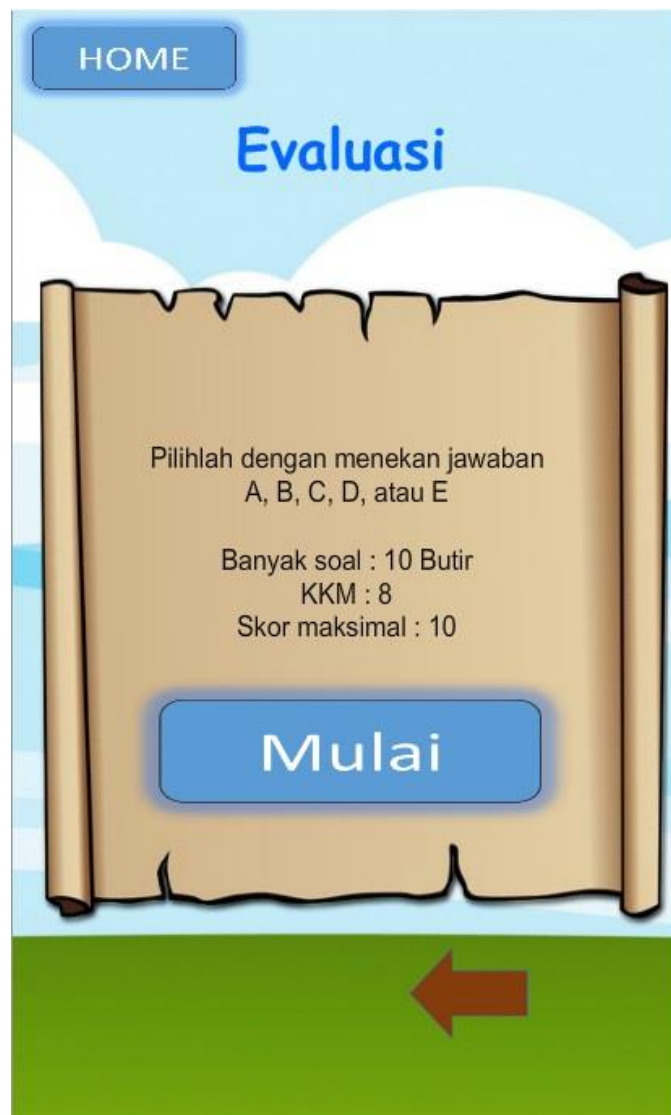 HOME
Evaluasi
Pilihlah dengan menekan jawaban
A, B, C, D, atau E
Banyak soal : 10 Butir
KKM : 8
Skor maksimal : 10
Mulai